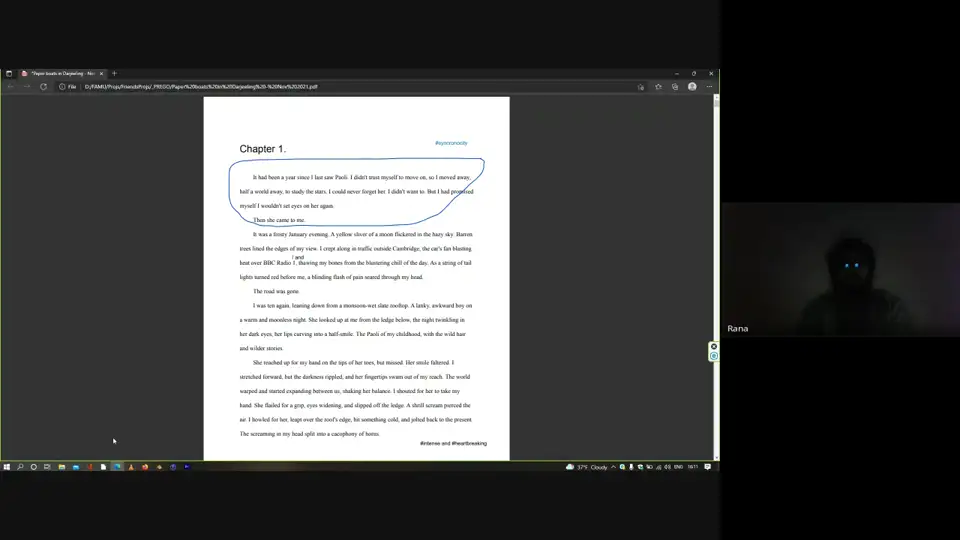 "Paper boats in Darjeeling' - Nov
File
Chapter 1.
#synchronicity
It had been a year since I last saw Paoli. I didn't trust myself to move on, so I moved away,
half a world away, to study the stars. I could never forget her. I didn't want to. But I had promised
myself I wouldn't set eyes on her again.
Then she came to me.
It was a frosty January evening. A yellow sliver of a moon flickered in the hazy sky. Barren
trees lined the edges of my view. I crept along in traffic outside Cambridge, the car's fan blasting
/ and
heat over BBC Radio 1, thawing my bones from the blustering chill of the day. As a string of tail
lights turned red before me, a blinding flash of pain seared through my head.
The road was gone.
I was ten again, leaning down from a monsoon-wet slate rooftop. A lanky, awkward boy on
a warm and moonless night. She looked up at me from the ledge below, the night twinkling in
her dark eyes, her lips curving into a half-smile. The Paoli of my childhood, with the wild hair
and wilder stories.
She reached up for my hand on the tips of her toes, but missed. Her smile faltered. I
stretched forward, but the darkness rippled, and her fingertips swam out of my reach. The world
warped and started expanding between us, shaking her balance. I shouted for her to take my
hand. She flailed for a grip, eyes widening, and slipped off the ledge. A shrill scream pierced the
air. I howled for her, leapt over the roof's edge, hit something cold, and jolted back to the present.
The screaming in my head split into a cacophony of horns.
#intense and #heartbreaking
Rana
37°F Cloudy
ENG
16:11